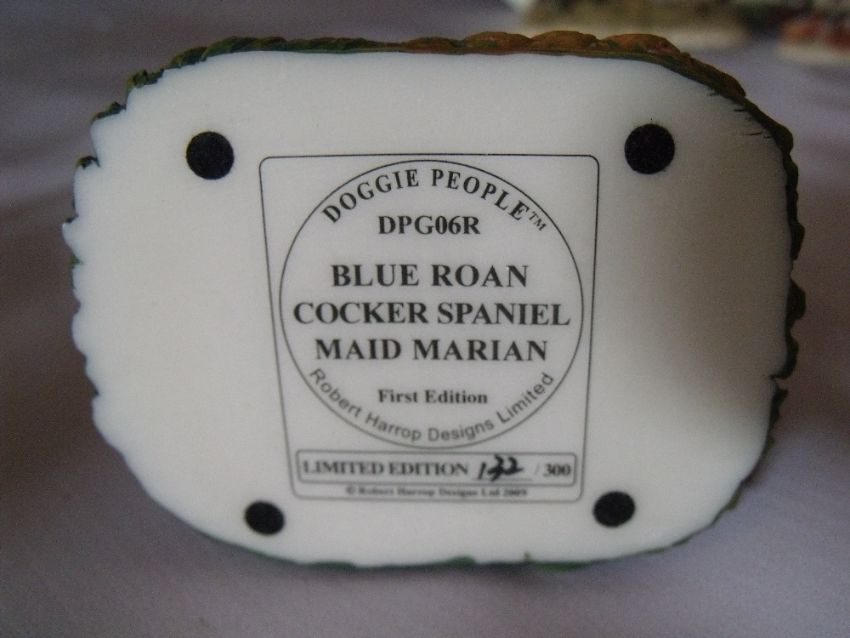 DOGGIE PEOPLE™
DPG06R
BLUE ROAN
COCKER SPANIEL
MAID MARIAN
First Edition
Robert Harrop Designs Limited
LIMITED EDITION 132 / 300
© Robert Harrop Designs Ltd 2009